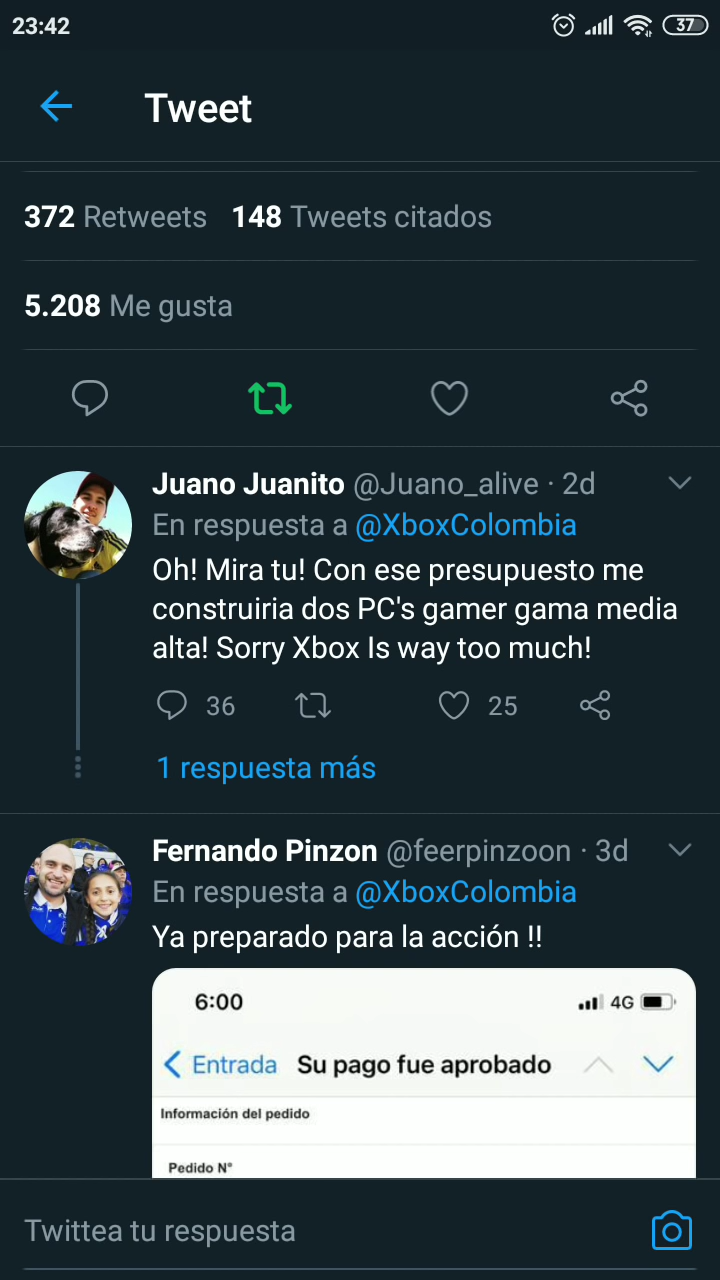 23:42
37
Tweet
372 Retweets 148 Tweets citados
5.208 Me gusta
Juano Juanito @Juano_alive · 2d
En respuesta a @XboxColombia
Oh! Mira tu! Con ese presupuesto me
construiria dos PC's gamer gama media
alta! Sorry Xbox Is way too much!
36 25
1 respuesta más
Fernando Pinzon @feerpinzoon · 3d
En respuesta a @XboxColombia
Ya preparado para la acción !!
6:00 4G
Entrada Su pago fue aprobado
Información del pedido
Pedido N°
Twittea tu respuesta